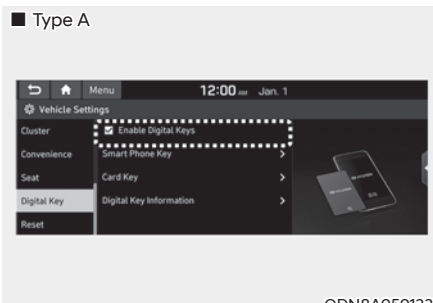 ■ Type A
Menu 12:00 AM Jan. 1
Vehicle Settings
Cluster
Enable Digital Keys
Convenience
Smart Phone Key
Seat
Card Key
Digital Key
Digital Key Information
Reset